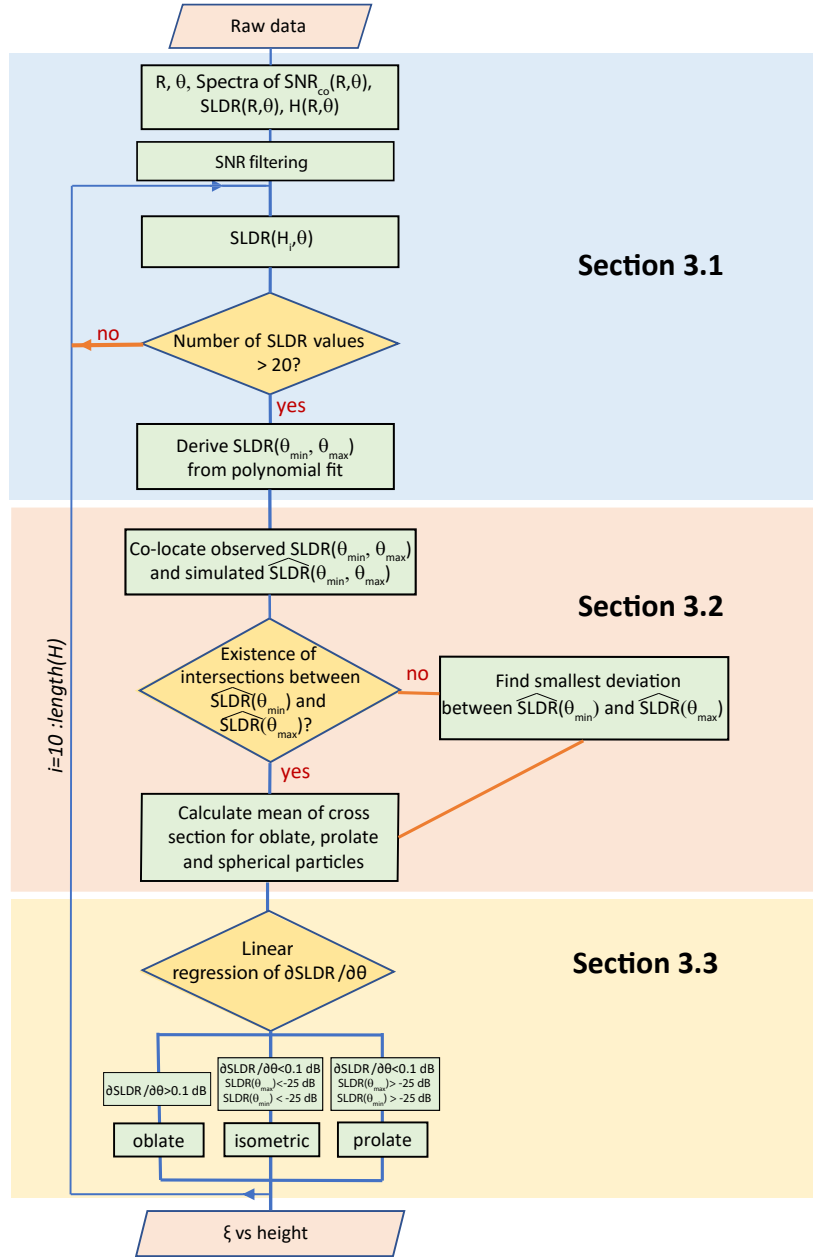 Raw data
R, θ, Spectra of SNR_co(R,θ),
SLDR(R,θ), H(R,θ)
SNR filtering
SLDR(H_i,θ)
Section 3.1
no
Number of SLDR values
> 20?
yes
Derive SLDR(θ_min, θ_max)
from polynomial fit
Co-locate observed SLDR(θ_min, θ_max)
and simulated \widehat{SLDR}(θ_min, θ_max)
Section 3.2
i=10 :length(H)
Existence of
intersections between
\widehat{SLDR}(θ_min) and
\widehat{SLDR}(θ_max)?
no
Find smallest deviation
between \widehat{SLDR}(θ_min) and \widehat{SLDR}(θ_max)
yes
Calculate mean of cross
section for oblate, prolate
and spherical particles
Linear
regression of ∂SLDR/∂θ
Section 3.3
∂SLDR/∂θ>0.1 dB
∂SLDR/∂θ<0.1 dB
SLDR(θ_max)<-25 dB
SLDR(θ_min) < -25 dB
∂SLDR/∂θ<0.1 dB
SLDR(θ_max)> -25 dB
SLDR(θ_min) > -25 dB
oblate
isometric
prolate
ξ vs height